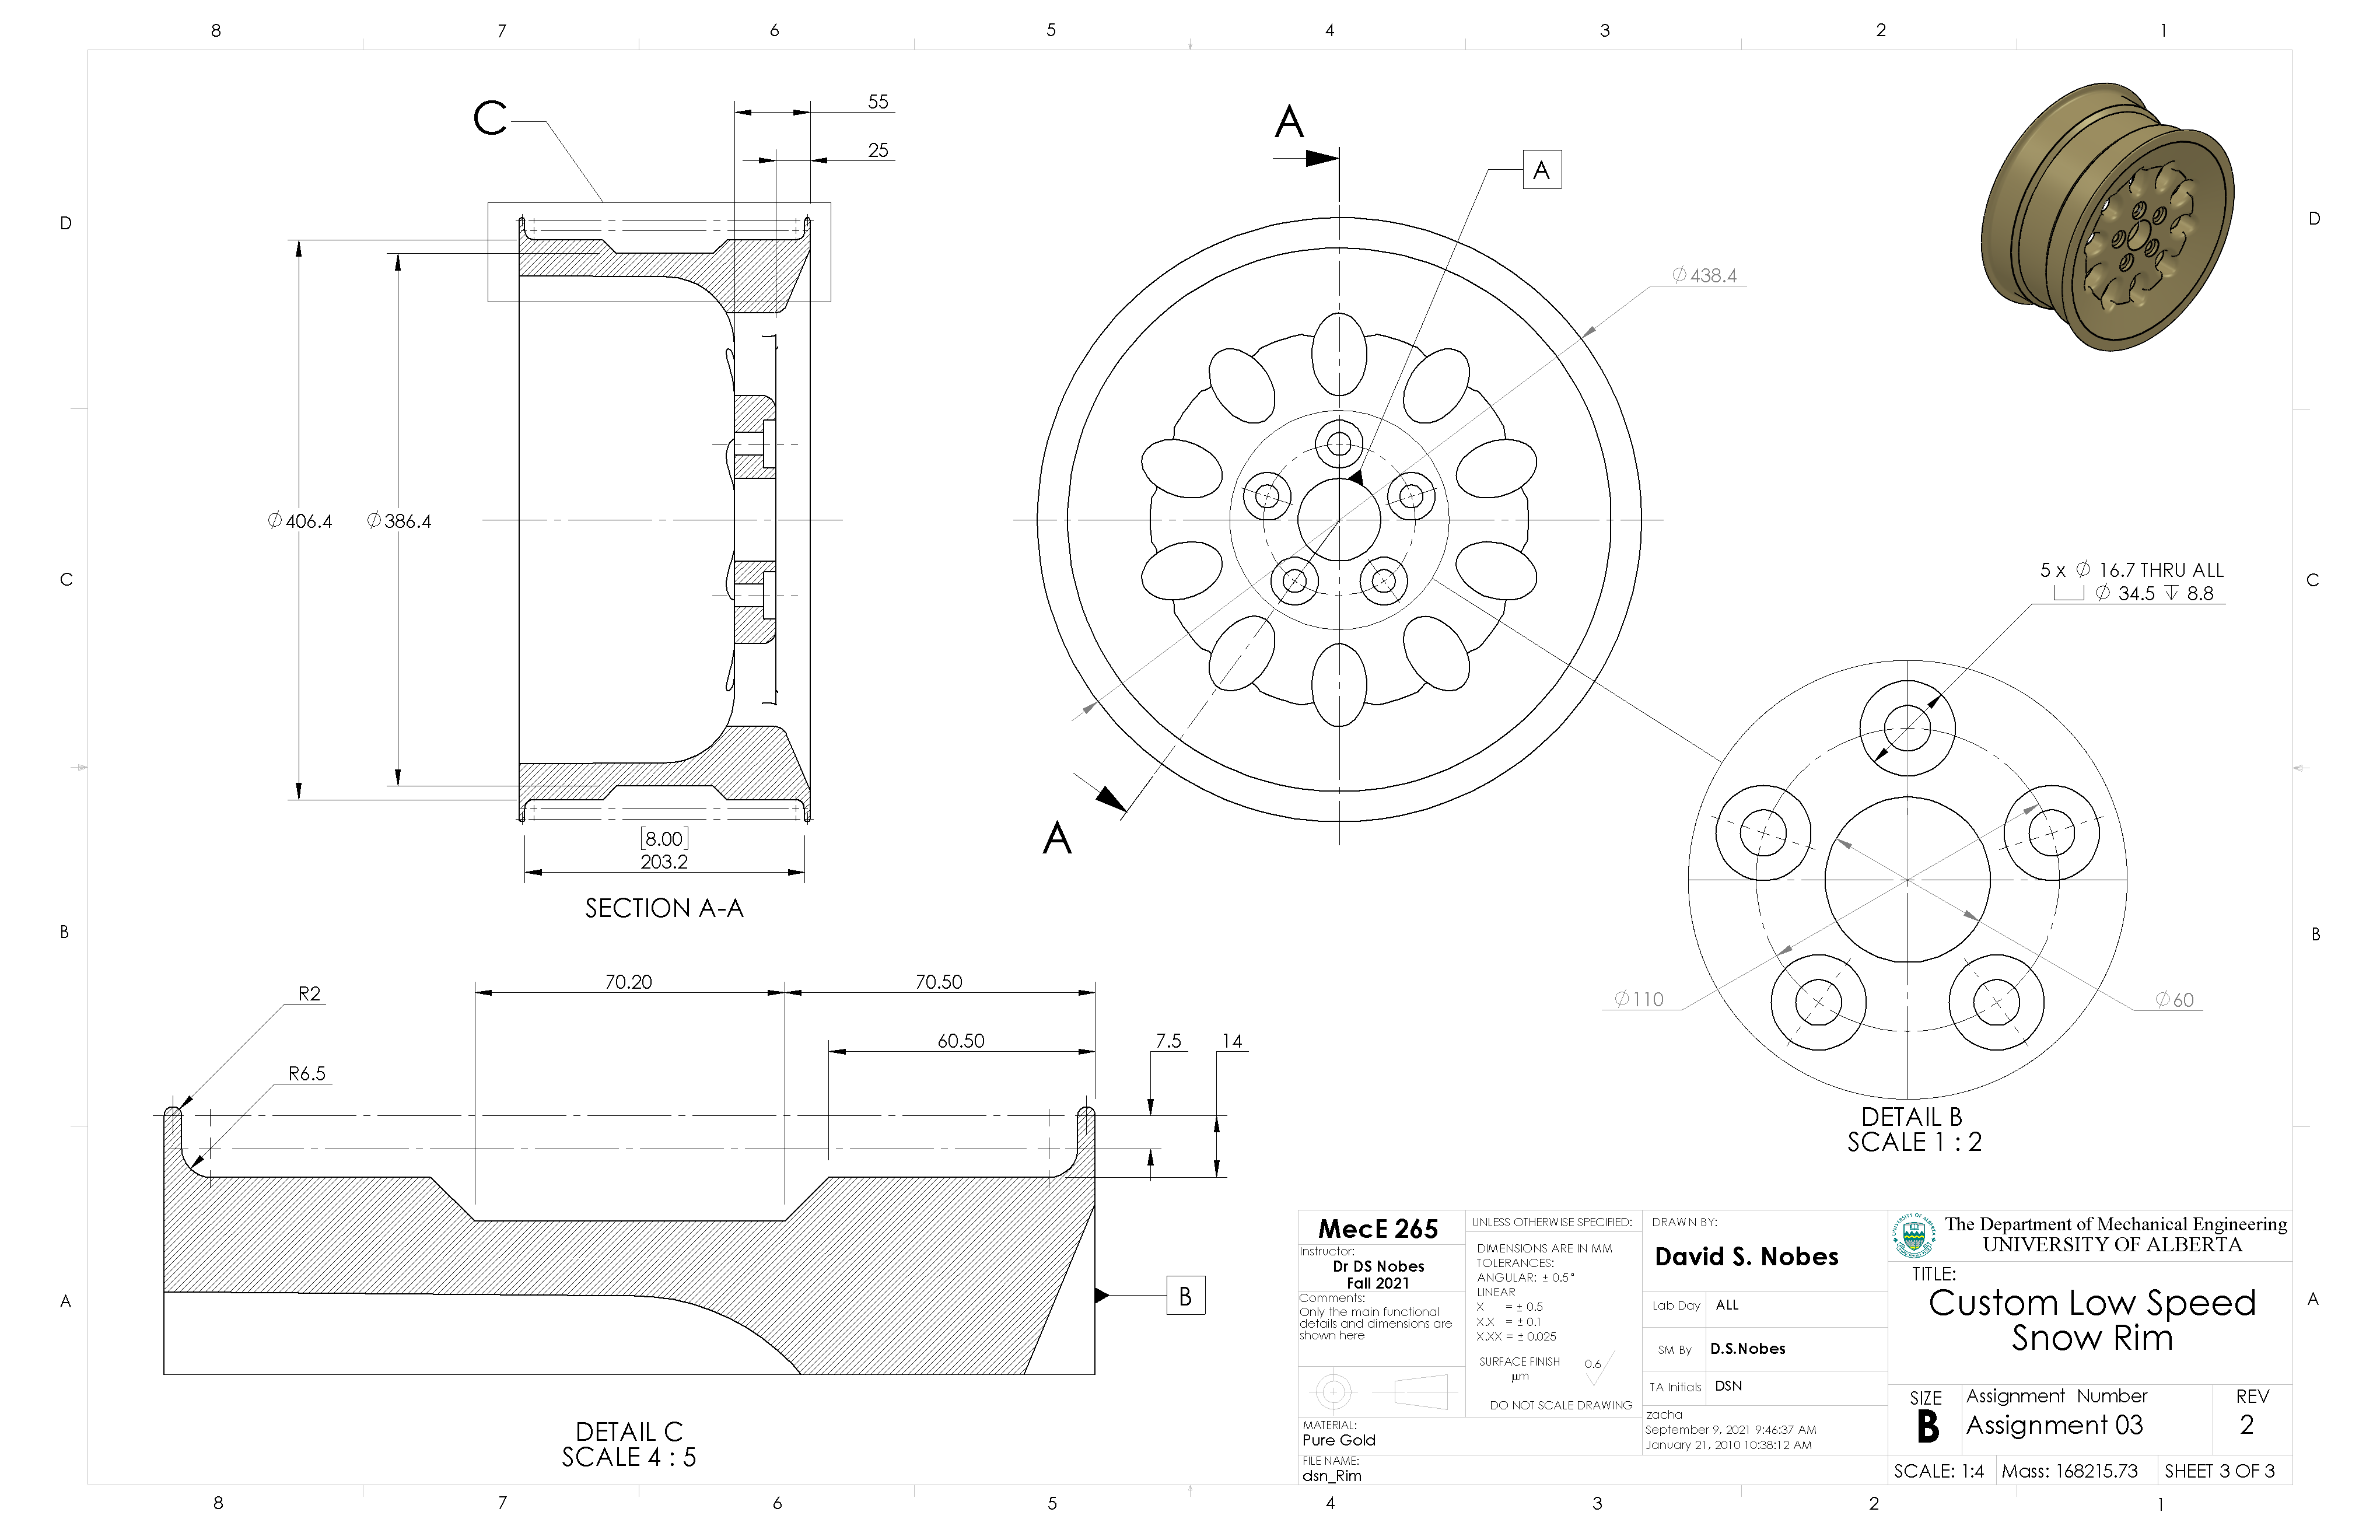 8 7 6 5 4 3 2 1
D
D
C
C
B
B
A
A
C
55
25
⌀406.4
⌀386.4
[8.00]
203.2
SECTION A-A
A
A
A
⌀438.4
5 x ⌀ 16.7 THRU ALL
⌴ ⌀ 34.5 ↧ 8.8
⌀110
⌀60
DETAIL B
SCALE 1 : 2
R2
R6.5
70.20
70.50
60.50
7.5
14
B
DETAIL C
SCALE 4 : 5
MecE 265
Instructor:
Dr DS Nobes
Fall 2021
Comments:
Only the main functional
details and dimensions are
shown here
UNLESS OTHERWISE SPECIFIED:
DIMENSIONS ARE IN MM
TOLERANCES:
ANGULAR: ± 0.5°
LINEAR
X = ± 0.5
X.X = ± 0.1
X.XX = ± 0.025
SURFACE FINISH 0.6
µm
DO NOT SCALE DRAWING
MATERIAL:
Pure Gold
FILE NAME:
dsn_Rim
DRAWN BY:
David S. Nobes
Lab Day ALL
SM By D.S.Nobes
TA Initials DSN
zacha
September 9, 2021 9:46:37 AM
January 21, 2010 10:38:12 AM
The Department of Mechanical Engineering
UNIVERSITY OF ALBERTA
TITLE:
Custom Low Speed
Snow Rim
SIZE
B
Assignment Number
Assignment 03
REV
2
SCALE: 1:4 Mass: 168215.73 SHEET 3 OF 3
8 7 6 5 4 3 2 1